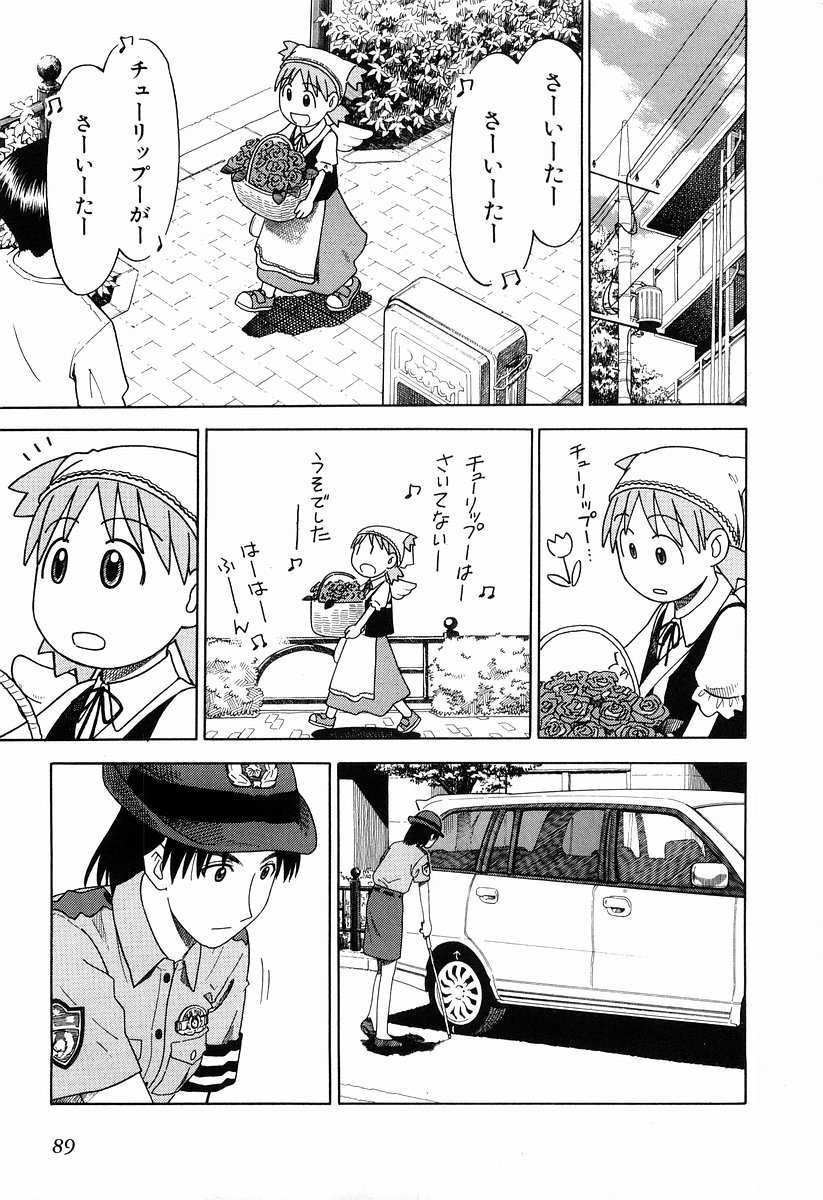 さーいーたー
さーいーたー
チューリップーがー
さーいーたー
チューリップー…
チューリップーは
さいてないー
うそでした
ーー
はーはー
ふーーん
89